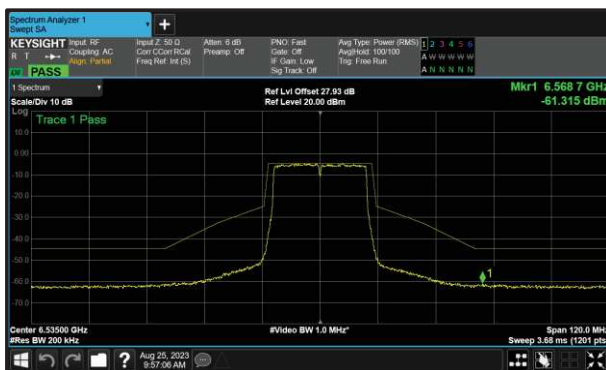 Spectrum Analyzer 1
Swept SA
+
KEYSIGHT
R T
PASS
Input: RF
Coupling: AC
Align: Partial
Input Z: 50 Ω
Corr CCorr RCal
Freq Ref: Int (S)
Atten: 6 dB
Preamp: Off
PNO: Fast
Gate: Off
IF Gain: Low
Sig Track: Off
Avg Type: Power (RMS)
Avg|Hold: 100/100
Trig: Free Run
1 2 3 4 5 6
A W W W W W
A N N N N N
1 Spectrum
Scale/Div 10 dB
Ref Lvl Offset 27.93 dB
Ref Level 20.00 dBm
Mkr1 6.568 7 GHz
-61.315 dBm
Log
Trace 1 Pass
10.0
0.00
-10.0
-20.0
-30.0
-40.0
-50.0
-60.0
-70.0
1
Center 6.53500 GHz
#Res BW 200 kHz
#Video BW 1.0 MHz*
Span 120.0 MHz
Sweep 3.68 ms (1201 pts)
?
Aug 25, 2023
9:57:06 AM